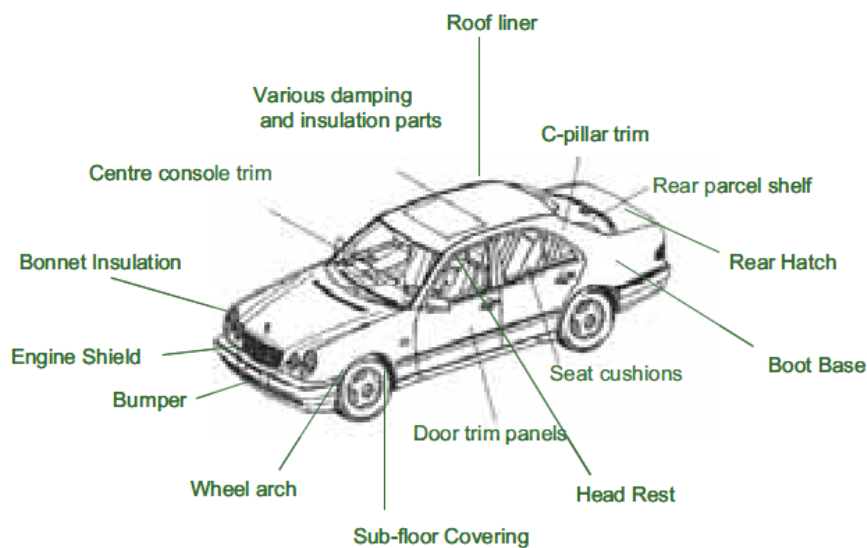 Roof liner
Various damping
and insulation parts
C-pillar trim
Centre console trim
Rear parcel shelf
Bonnet Insulation
Rear Hatch
Engine Shield
Boot Base
Seat cushions
Bumper
Door trim panels
Wheel arch
Head Rest
Sub-floor Covering